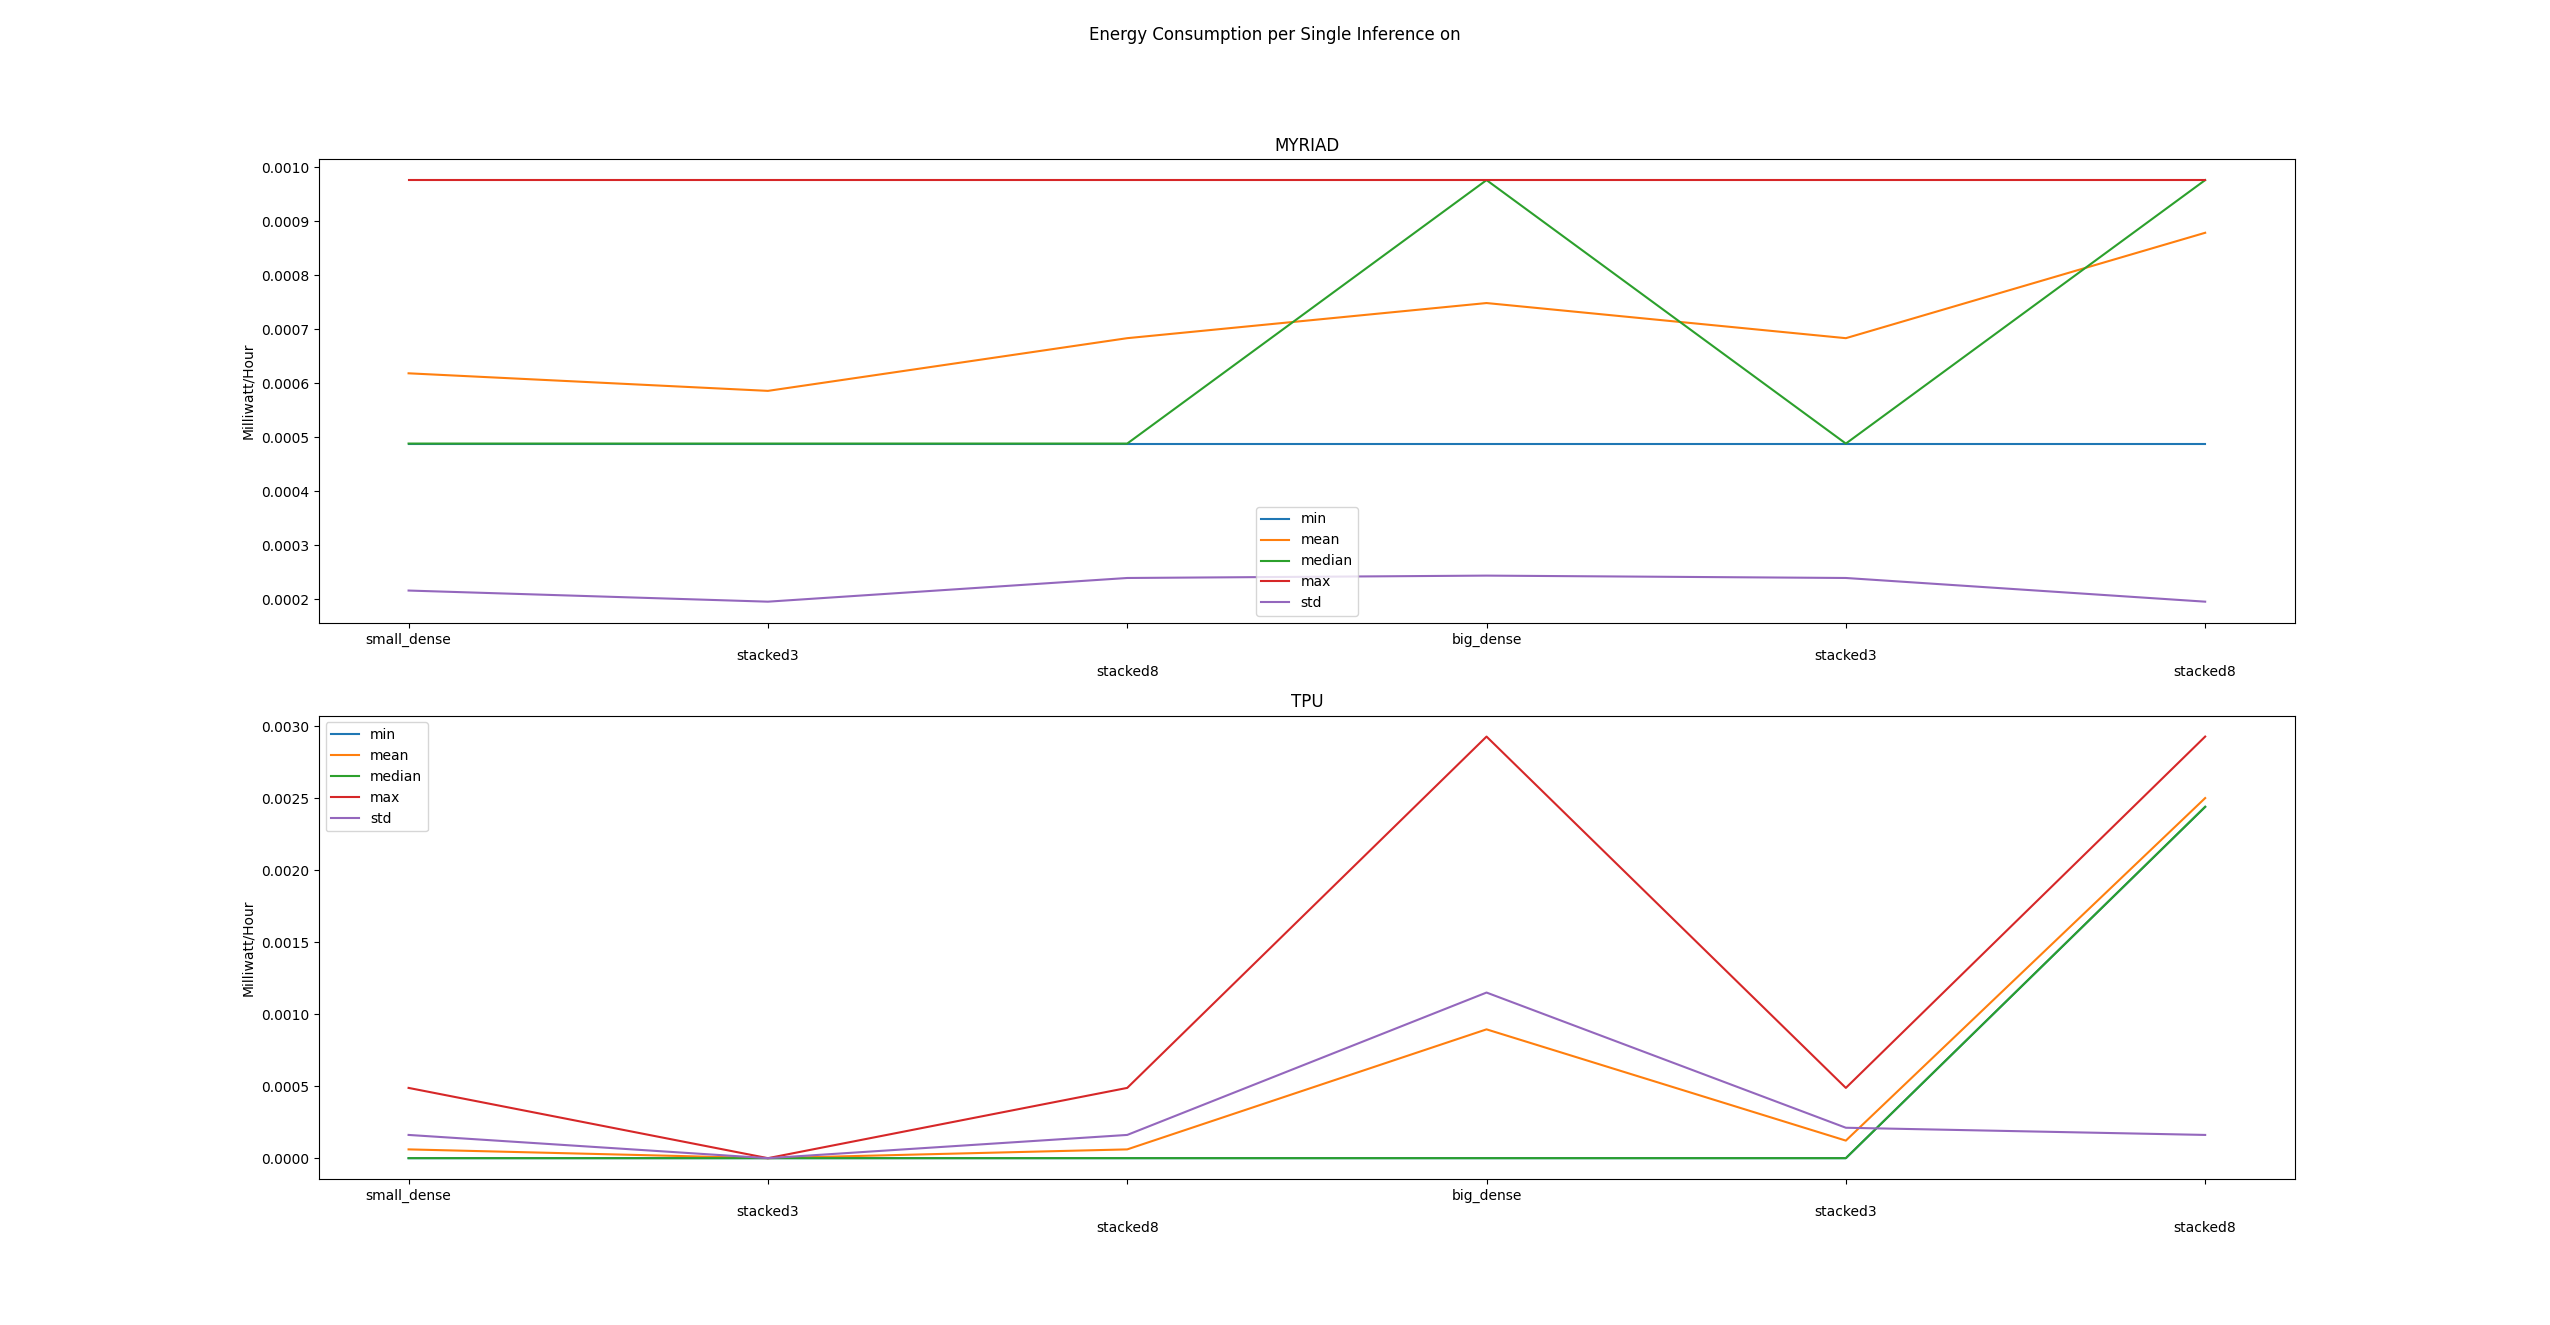 Energy Consumption per Single Inference on
MYRIAD
0.0010
0.0009
0.0008
0.0007
0.0006
0.0005
0.0004
0.0003
0.0002
Milliwatt/Hour
min
mean
median
max
std
small_dense
stacked3
stacked8
big_dense
stacked3
stacked8
TPU
0.0030
0.0025
0.0020
0.0015
0.0010
0.0005
0.0000
Milliwatt/Hour
min
mean
median
max
std
small_dense
stacked3
stacked8
big_dense
stacked3
stacked8